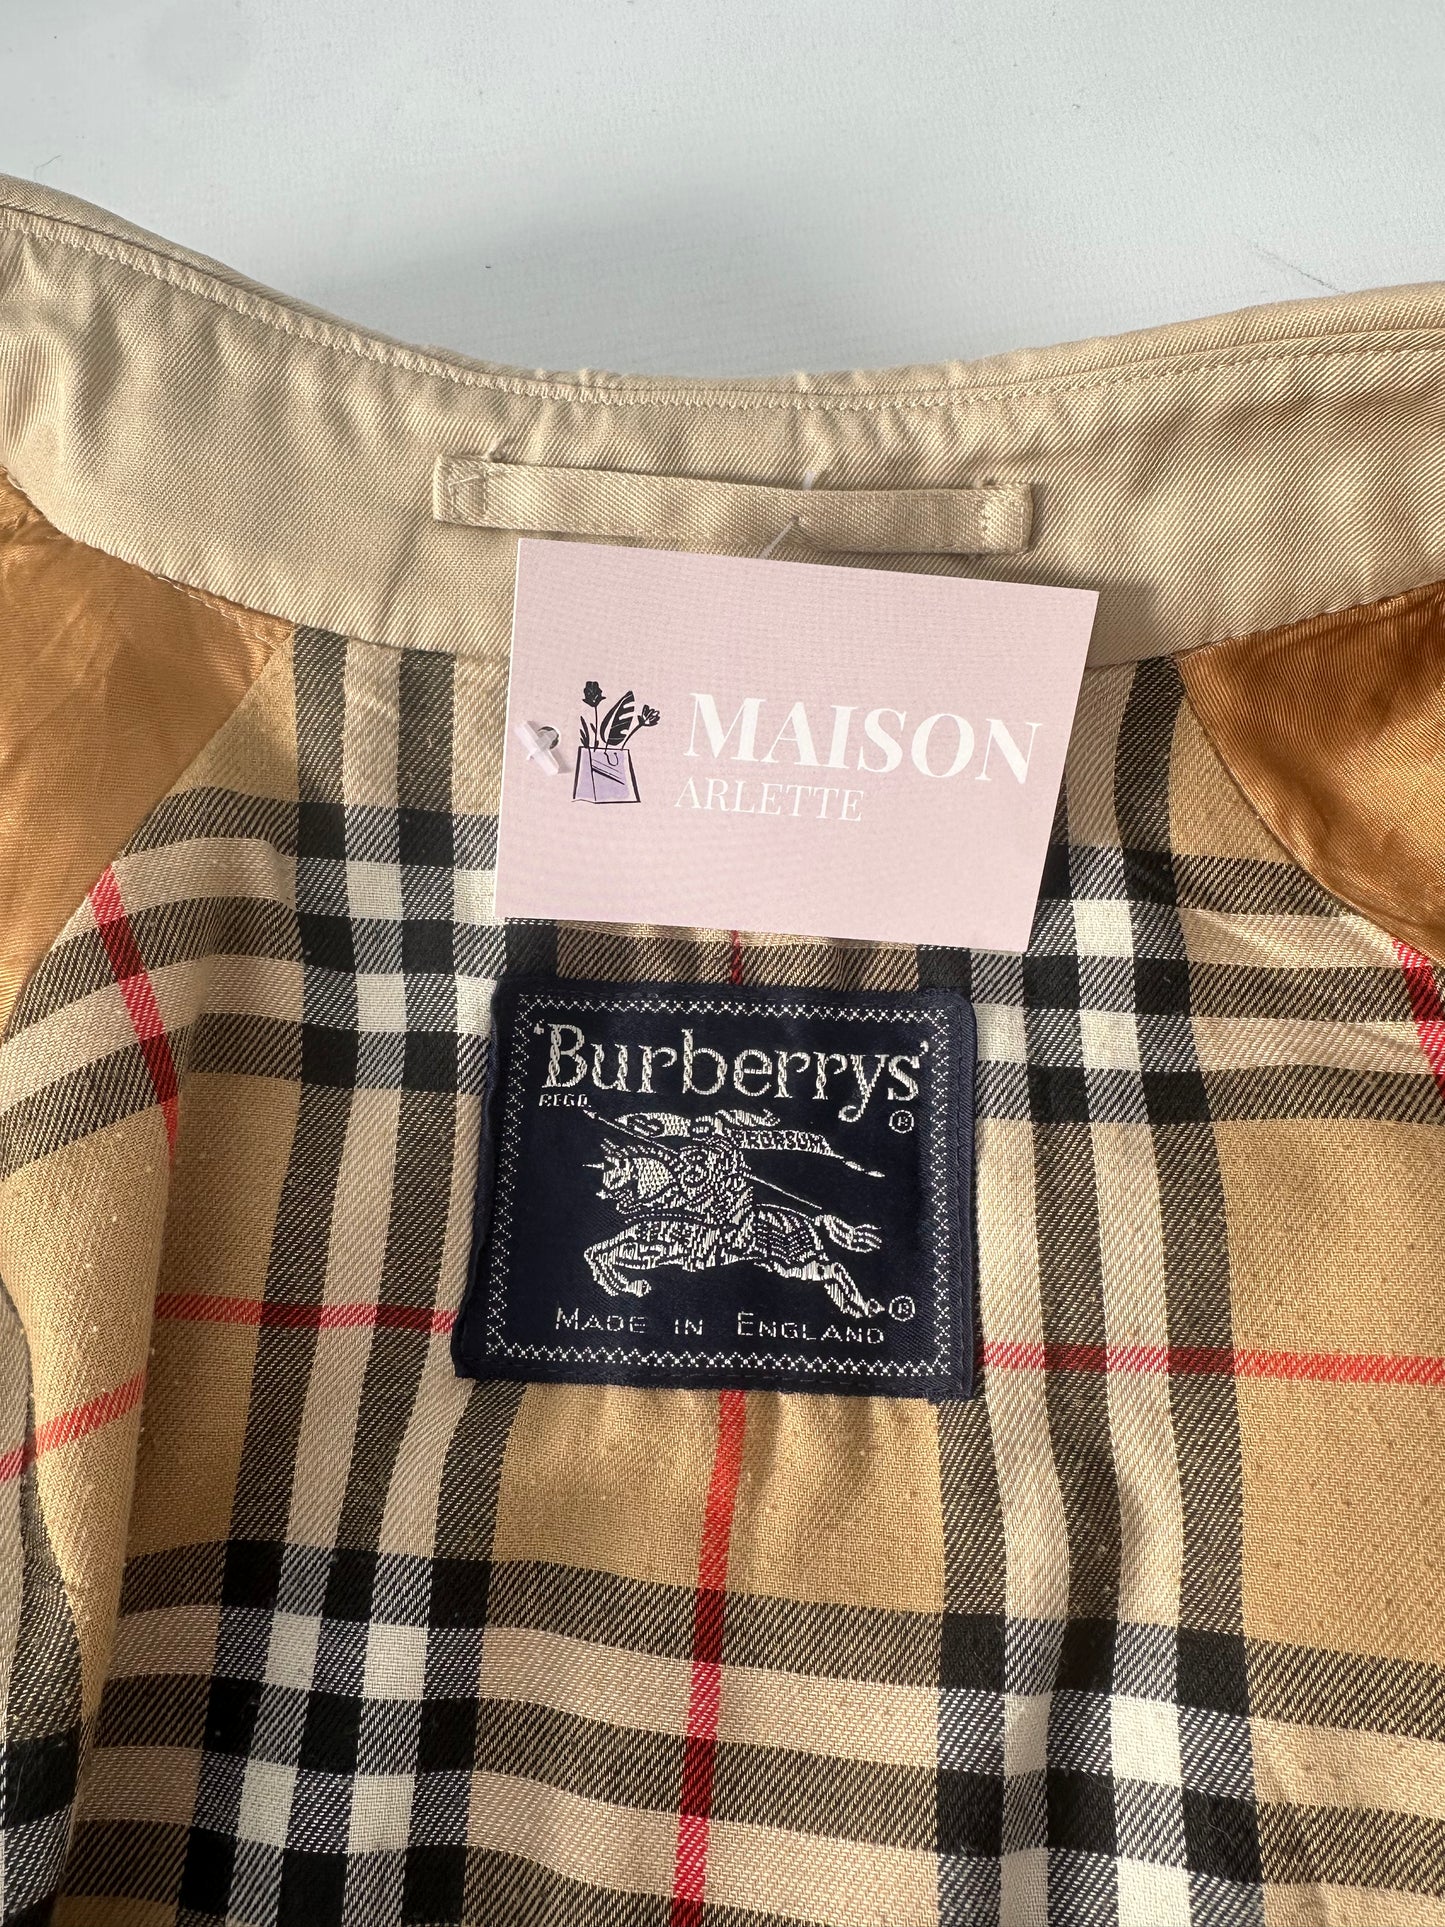 MAISON
ARLETTE
'Burberrys'
REGD.
®
PRORSUM
®
MADE IN ENGLAND